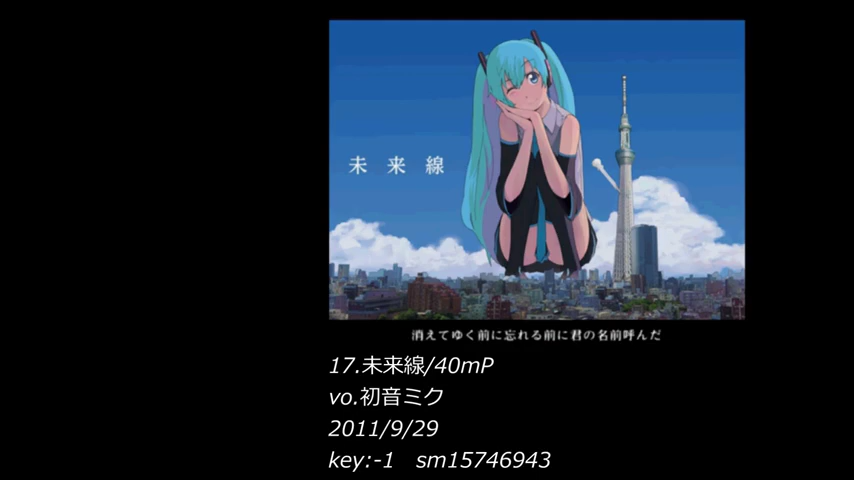 未来線
消えてゆく前に忘れる前に君の名前呼んだ
17.未来線/40mP
vo.初音ミク
2011/9/29
key:-1 sm15746943